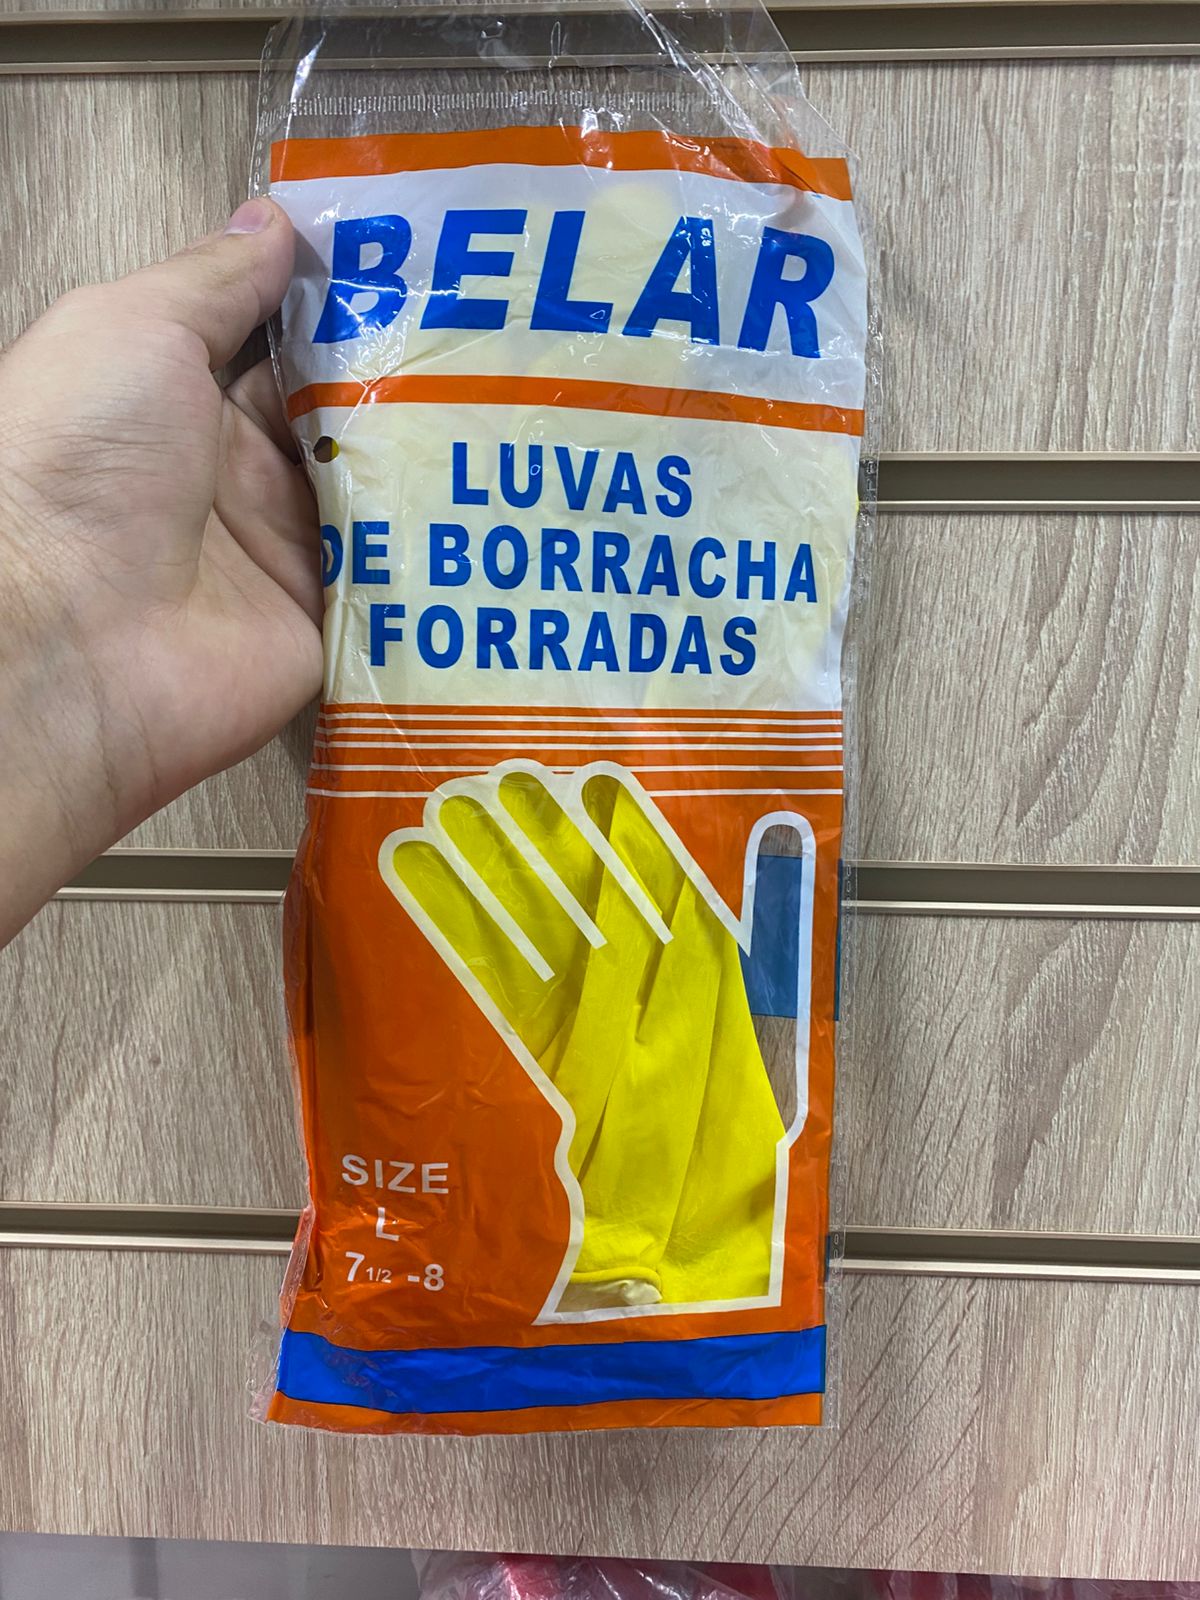 BELAR
LUVAS
DE BORRACHA
FORRADAS
SIZE
L
7 1/2 -8